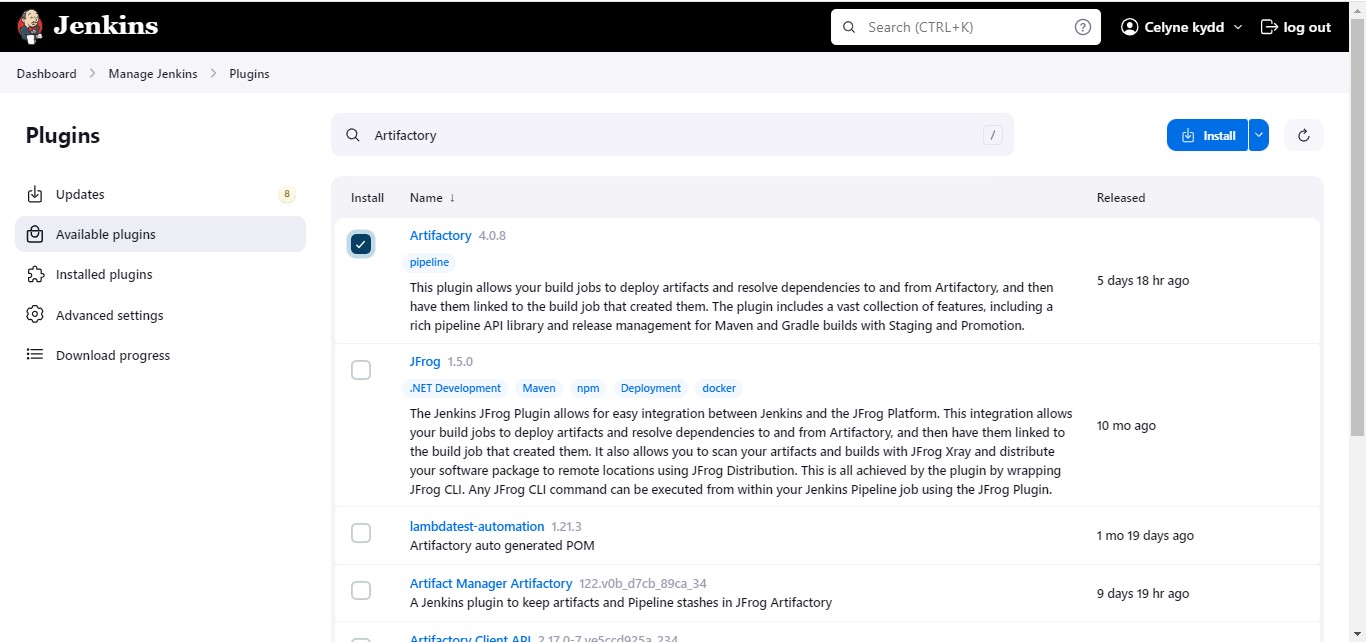 Jenkins
Search (CTRL+K)
?
Celyne kydd
log out
Dashboard
Manage Jenkins
Plugins
Plugins
Artifactory
/
Install
Updates
8
Available plugins
Installed plugins
Advanced settings
Download progress
Install
Name ↓
Released
Artifactory 4.0.8
pipeline
This plugin allows your build jobs to deploy artifacts and resolve dependencies to and from Artifactory, and then
have them linked to the build job that created them. The plugin includes a vast collection of features, including a
rich pipeline API library and release management for Maven and Gradle builds with Staging and Promotion.
5 days 18 hr ago
JFrog 1.5.0
.NET Development Maven npm Deployment docker
The Jenkins JFrog Plugin allows for easy integration between Jenkins and the JFrog Platform. This integration allows
your build jobs to deploy artifacts and resolve dependencies to and from Artifactory, and then have them linked to
the build job that created them. It also allows you to scan your artifacts and builds with JFrog Xray and distribute
your software package to remote locations using JFrog Distribution. This is all achieved by the plugin by wrapping
JFrog CLI. Any JFrog CLI command can be executed from within your Jenkins Pipeline job using the JFrog Plugin.
10 mo ago
lambdatest-automation 1.21.3
Artifactory auto generated POM
1 mo 19 days ago
Artifact Manager Artifactory 122.v0b_d7cb_89ca_34
A Jenkins plugin to keep artifacts and Pipeline stashes in JFrog Artifactory
9 days 19 hr ago
Artifactory Client API 2.17.0-7.ve5ccd925a_234